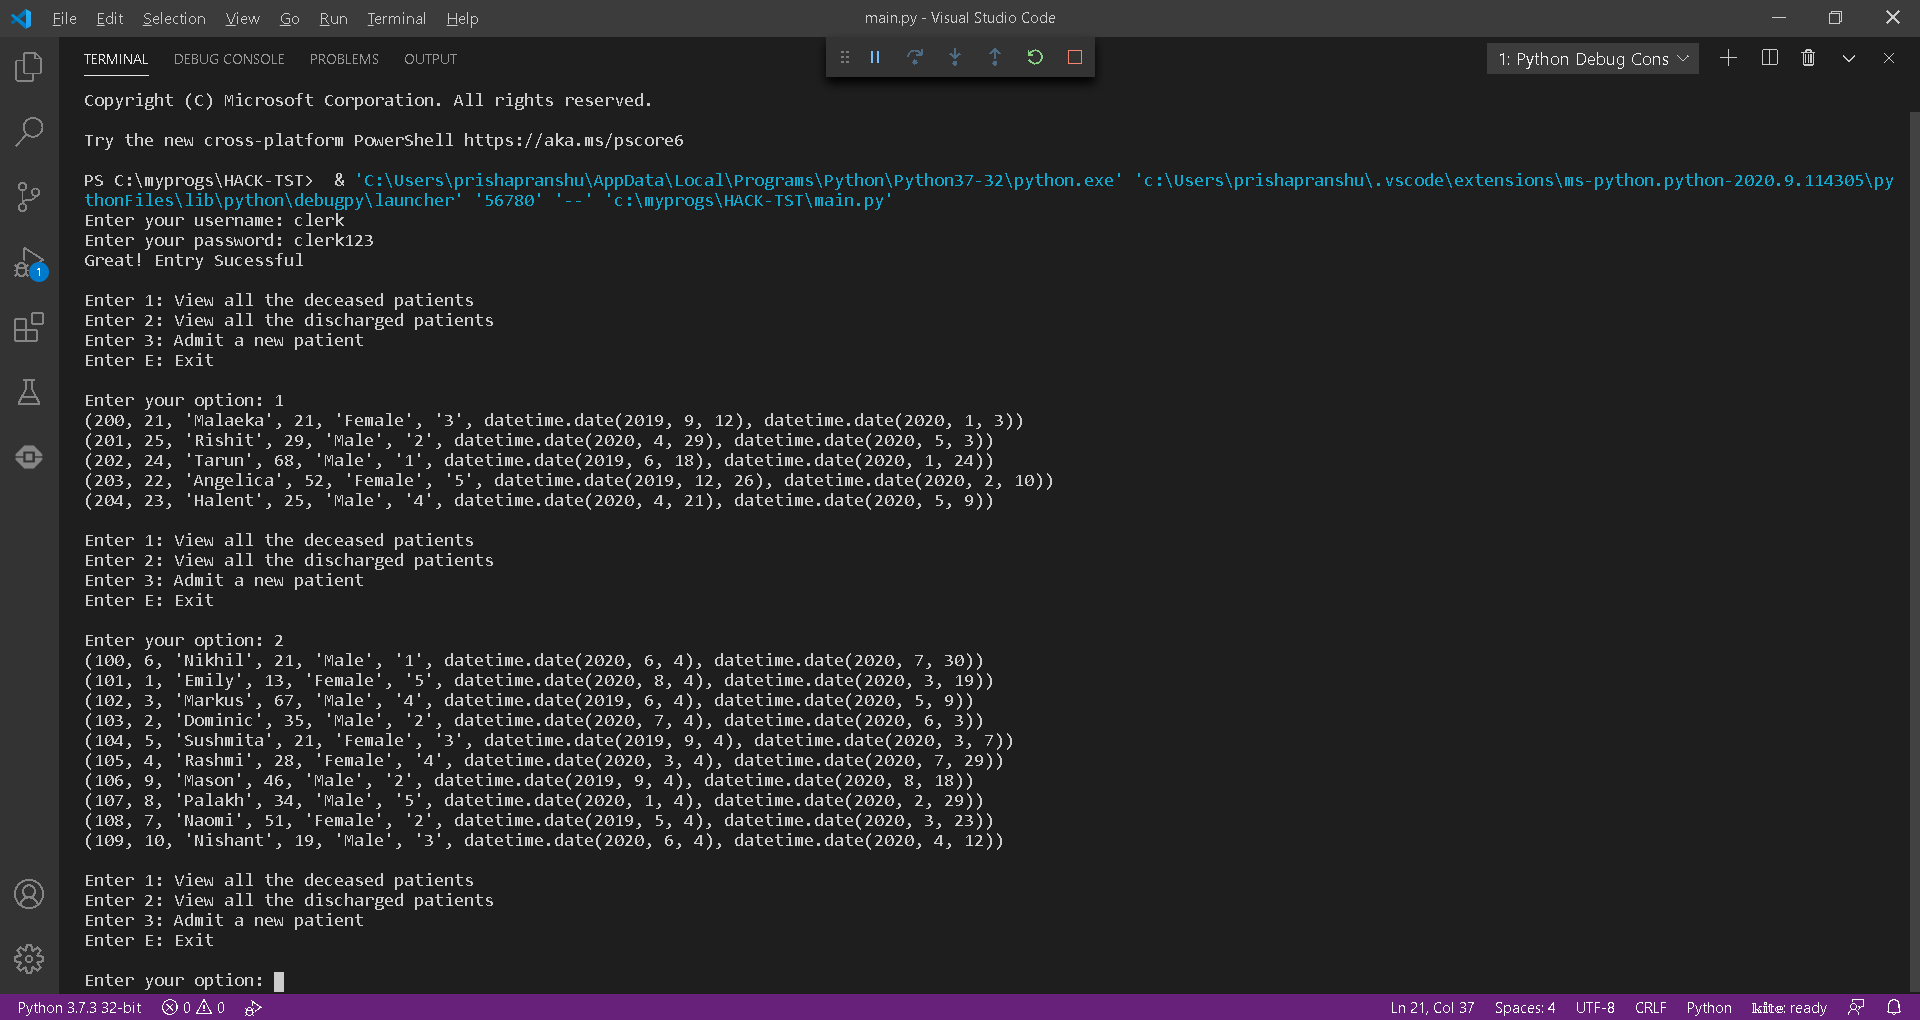 File Edit Selection View Go Run Terminal Help
main.py - Visual Studio Code
TERMINAL DEBUG CONSOLE PROBLEMS OUTPUT
1: Python Debug Cons
Copyright (C) Microsoft Corporation. All rights reserved.
Try the new cross-platform PowerShell https://aka.ms/pscore6
PS C:\myprogs\HACK-TST>  & 'C:\Users\prishapranshu\AppData\Local\Programs\Python\Python37-32\python.exe' 'c:\Users\prishapranshu\.vscode\extensions\ms-python.python-2020.9.114305\py
thonFiles\lib\python\debugpy\launcher' '56780' '--' 'c:\myprogs\HACK-TST\main.py'
Enter your username: clerk
Enter your password: clerk123
Great! Entry Sucessful
Enter 1: View all the deceased patients
Enter 2: View all the discharged patients
Enter 3: Admit a new patient
Enter E: Exit
Enter your option: 1
(200, 21, 'Malaeka', 21, 'Female', '3', datetime.date(2019, 9, 12), datetime.date(2020, 1, 3))
(201, 25, 'Rishit', 29, 'Male', '2', datetime.date(2020, 4, 29), datetime.date(2020, 5, 3))
(202, 24, 'Tarun', 68, 'Male', '1', datetime.date(2019, 6, 18), datetime.date(2020, 1, 24))
(203, 22, 'Angelica', 52, 'Female', '5', datetime.date(2019, 12, 26), datetime.date(2020, 2, 10))
(204, 23, 'Halent', 25, 'Male', '4', datetime.date(2020, 4, 21), datetime.date(2020, 5, 9))
Enter 1: View all the deceased patients
Enter 2: View all the discharged patients
Enter 3: Admit a new patient
Enter E: Exit
Enter your option: 2
(100, 6, 'Nikhil', 21, 'Male', '1', datetime.date(2020, 6, 4), datetime.date(2020, 7, 30))
(101, 1, 'Emily', 13, 'Female', '5', datetime.date(2020, 8, 4), datetime.date(2020, 3, 19))
(102, 3, 'Markus', 67, 'Male', '4', datetime.date(2019, 6, 4), datetime.date(2020, 5, 9))
(103, 2, 'Dominic', 35, 'Male', '2', datetime.date(2020, 7, 4), datetime.date(2020, 6, 3))
(104, 5, 'Sushmita', 21, 'Female', '3', datetime.date(2019, 9, 4), datetime.date(2020, 3, 7))
(105, 4, 'Rashmi', 28, 'Female', '4', datetime.date(2020, 3, 4), datetime.date(2020, 7, 29))
(106, 9, 'Mason', 46, 'Male', '2', datetime.date(2019, 9, 4), datetime.date(2020, 8, 18))
(107, 8, 'Palakh', 34, 'Male', '5', datetime.date(2020, 1, 4), datetime.date(2020, 2, 29))
(108, 7, 'Naomi', 51, 'Female', '2', datetime.date(2019, 5, 4), datetime.date(2020, 3, 23))
(109, 10, 'Nishant', 19, 'Male', '3', datetime.date(2020, 6, 4), datetime.date(2020, 4, 12))
Enter 1: View all the deceased patients
Enter 2: View all the discharged patients
Enter 3: Admit a new patient
Enter E: Exit
Enter your option:
1
Python 3.7.3 32-bit 0 0 Ln 21, Col 37 Spaces: 4 UTF-8 CRLF Python kite: ready